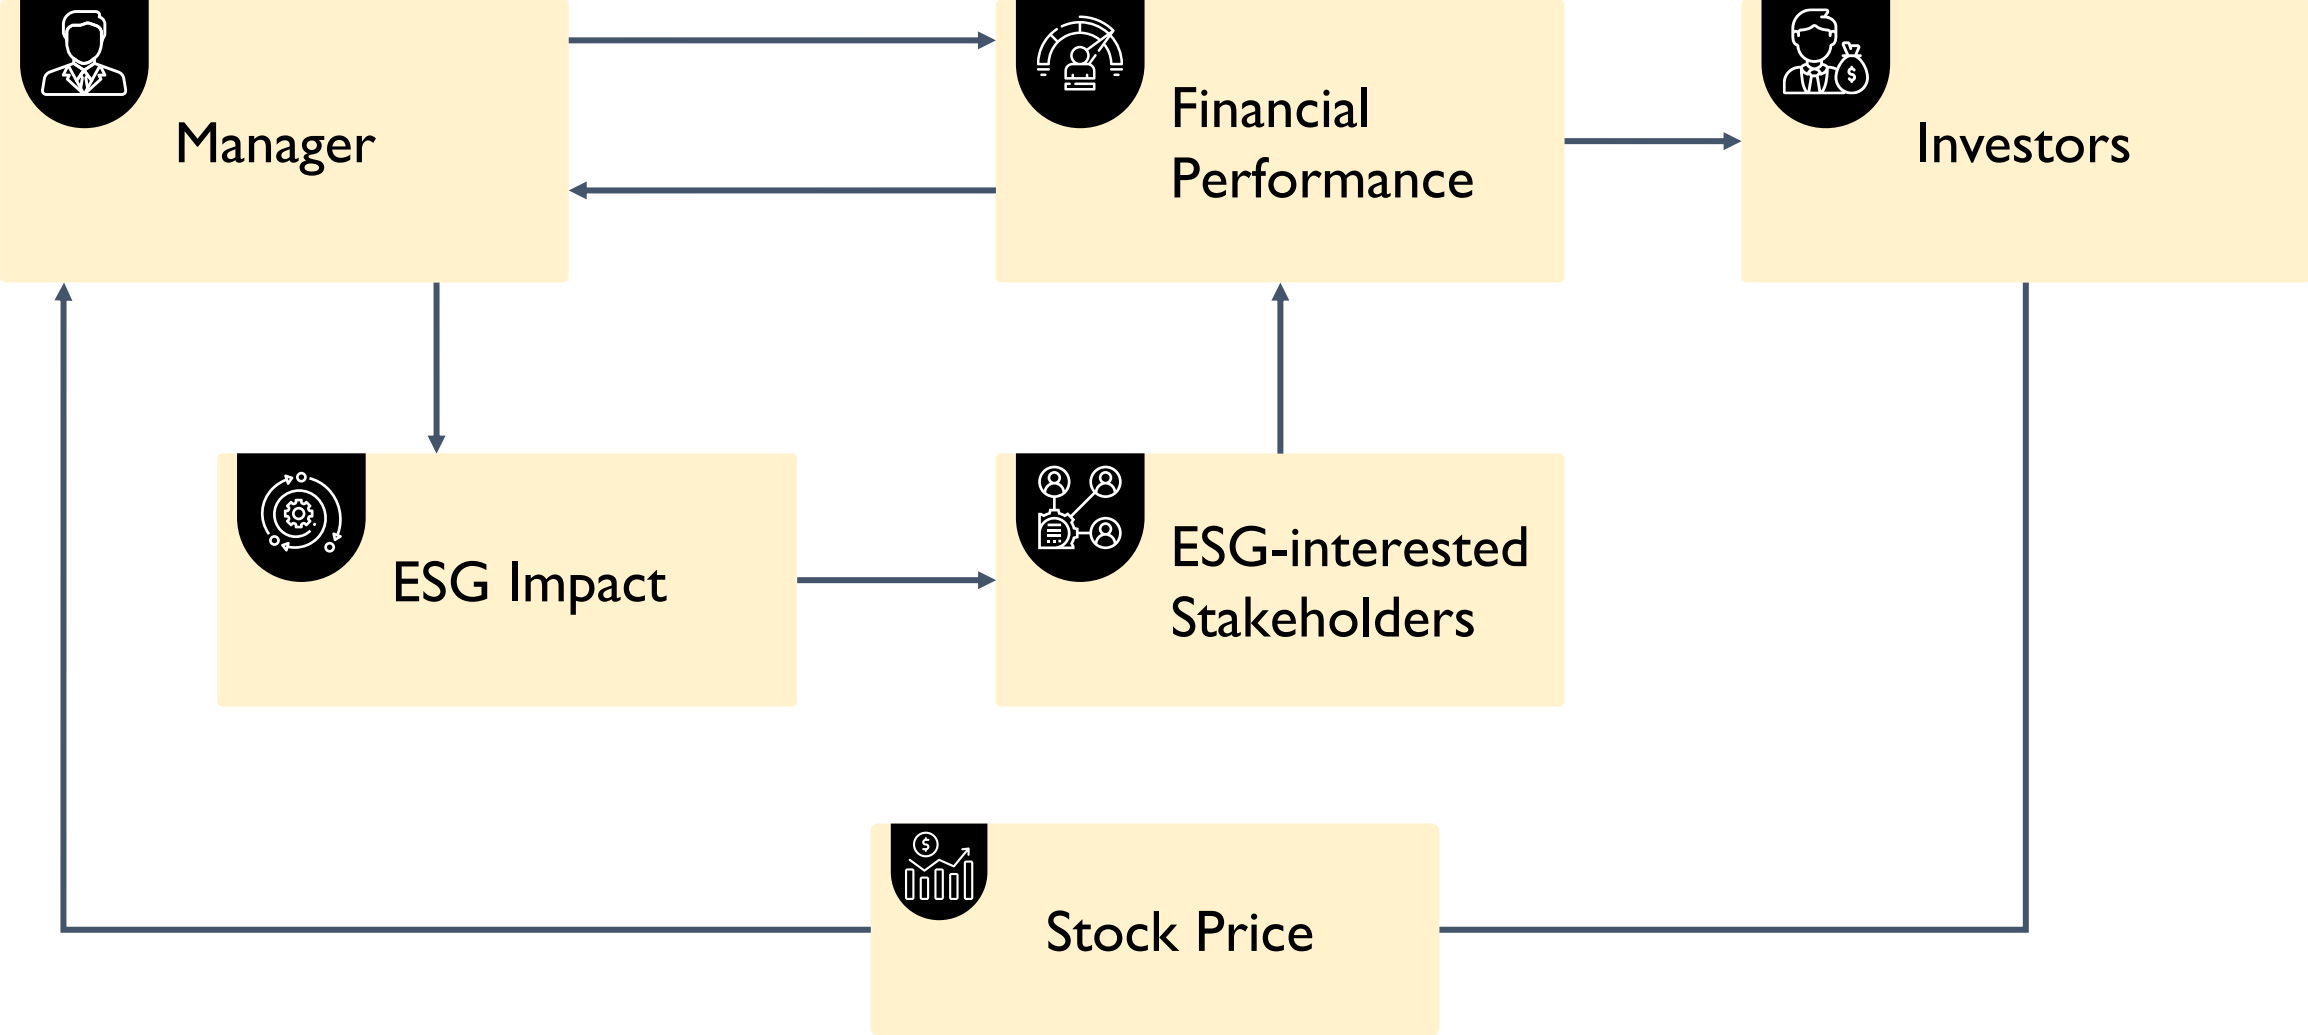 Manager
Financial
Performance
Investors
ESG Impact
ESG-interested
Stakeholders
Stock Price
$
$